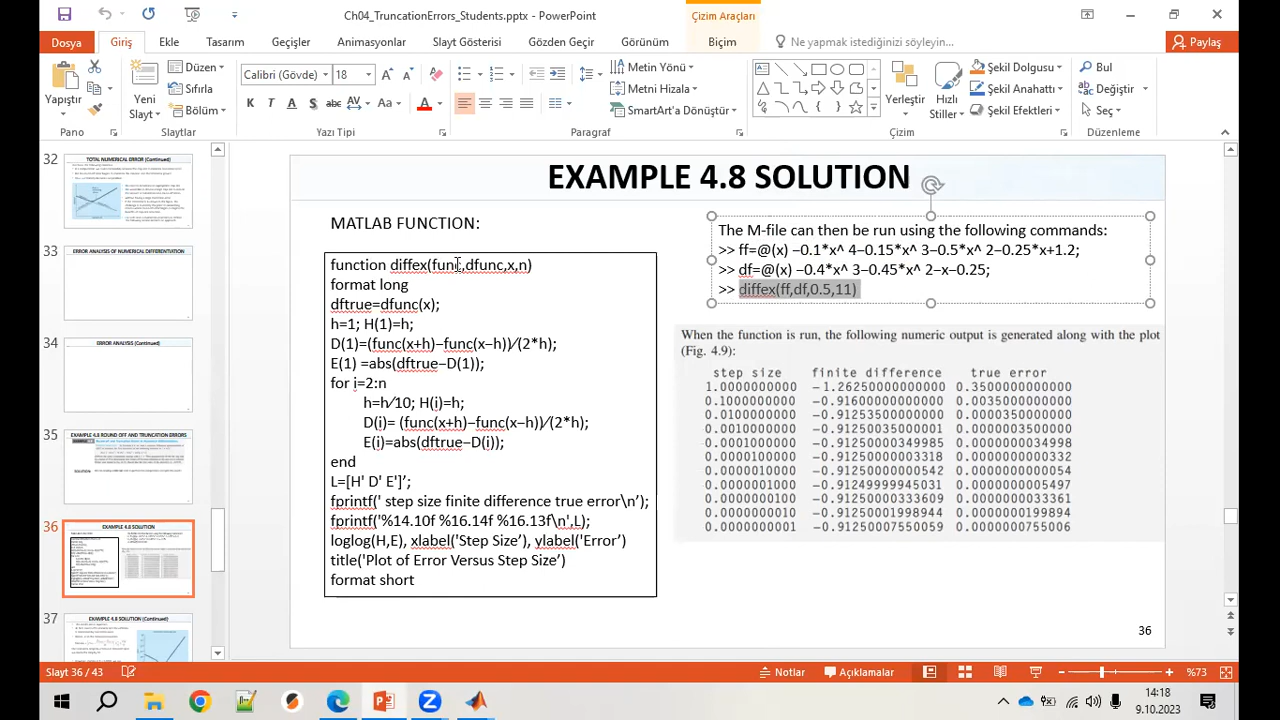 Ch04_TruncationErrors_Students.pptx — PowerPoint
Çizim Araçları
Dosya
Giriş
Ekle
Tasarım
Geçişler
Animasyonlar
Slayt Gösterisi
Gözden Geçir
Görünüm
Biçim
Ne yapmak istediğinizi söyleyin...
Paylaş
Yapıştır
Yeni Slayt
Düzen
Sıfırla
Bölüm
Calibri (Gövde)
18
Metin Yönü
Metni Hizala
SmartArt'a Dönüştür
Yerleştir
Hızlı Stiller
Şekil Dolgusu
Şekil Anahattı
Şekil Efektleri
Bul
Değiştir
Seç
Pano
Slaytlar
Yazı Tipi
Paragraf
Çizim
Düzenleme
32
TOTAL NUMERICAL ERROR (Continued)
33
ERROR ANALYSIS OF NUMERICAL DIFFERENTIATION
34
ERROR ANALYSIS (Continued)
35
EXAMPLE 4.8 ROUND OFF AND TRUNCATION ERRORS
36
EXAMPLE 4.8 SOLUTION
37
EXAMPLE 4.8 SOLUTION (Continued)
EXAMPLE 4.8 SOLUTION
MATLAB FUNCTION:
function diffex(func,dfunc,x,n)
format long
dftrue=dfunc(x);
h=1; H(1)=h;
D(1)=(func(x+h)−func(x−h))⁄(2*h);
E(1) =abs(dftrue−D(1));
for i=2:n
h=h⁄10; H(i)=h;
D(i)= (func(x+h)−func(x−h))⁄(2*h);
E(i)=abs(dftrue−D(i));
end
L=[H' D' E']';
fprintf(' step size finite difference true error\n');
fprintf('%14.10f %16.14f %16.13f\n',L);
loglog(H,E), xlabel('Step Size'), ylabel('Error')
title('Plot of Error Versus Step Size')
format short
The M-file can then be run using the following commands:
>> ff=@(x) −0.1*x^ 4−0.15*x^ 3−0.5*x^ 2−0.25*x+1.2;
>> df=@(x) −0.4*x^ 3−0.45*x^ 2−x−0.25;
>> diffex(ff,df,0.5,11)
When the function is run, the following numeric output is generated along with the plot
(Fig. 4.9):
step size finite difference true error
1.0000000000 −1.26250000000000 0.3500000000000
0.1000000000 −0.91600000000000 0.0035000000000
0.0100000000 −0.91253500000000 0.0000350000000
0.0010000000 −0.91250035000001 0.0000003500000
0.0001000000 −0.91250000349985 0.0000000034998
0.0000100000 −0.91250000003318 0.0000000000332
0.0000010000 −0.91250000000542 0.0000000000054
0.0000001000 −0.91249999945031 0.0000000005497
0.0000000100 −0.91250000333609 0.0000000033361
0.0000000010 −0.91250001998944 0.0000000199894
0.0000000001 −0.91250007550059 0.0000000755006
36
Slayt 36 / 43
Notlar
Açıklamalar
%73
14:18
9.10.2023